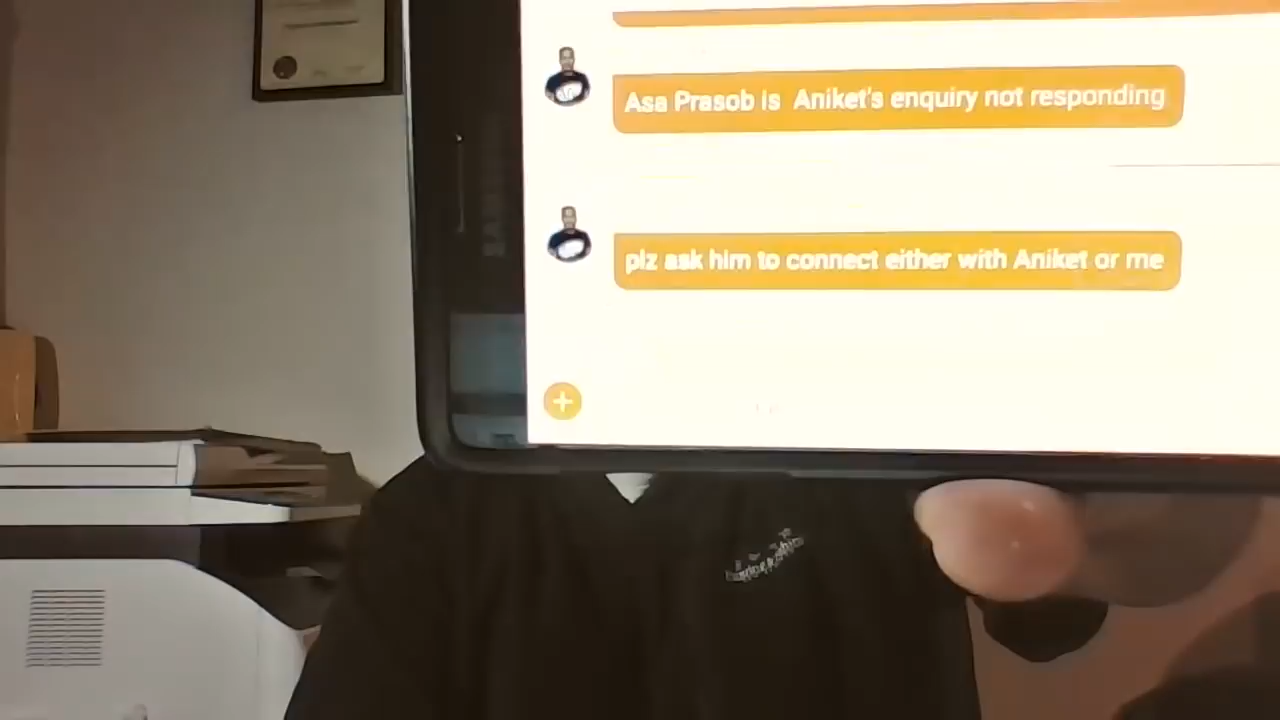 Asa Prasob is Aniket's enquiry not responding
plz ask him to connect either with Aniket or me